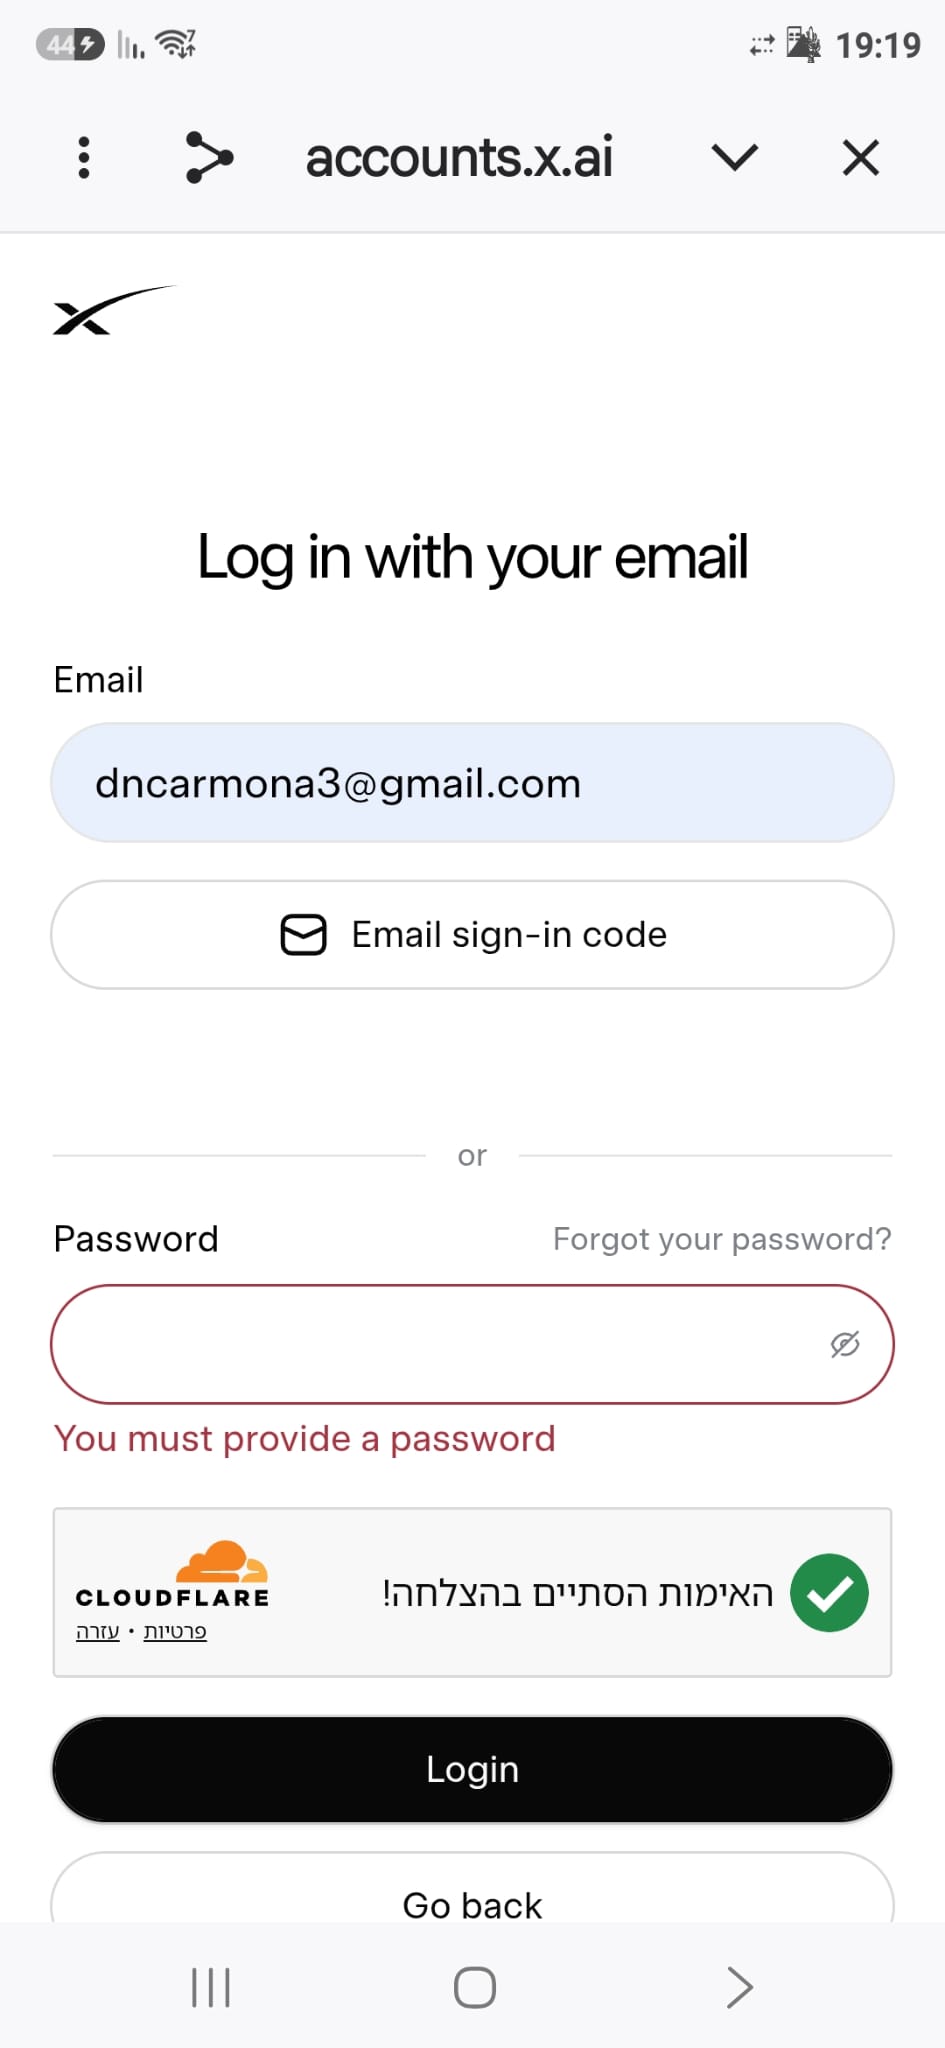 44 19:19
accounts.x.ai
Log in with your email
Email
dncarmona3@gmail.com
Email sign-in code
or
Password Forgot your password?
You must provide a password
האימות הסתיים בהצלחה!
CLOUDFLARE
פרטיות • עזרה
Login
Go back